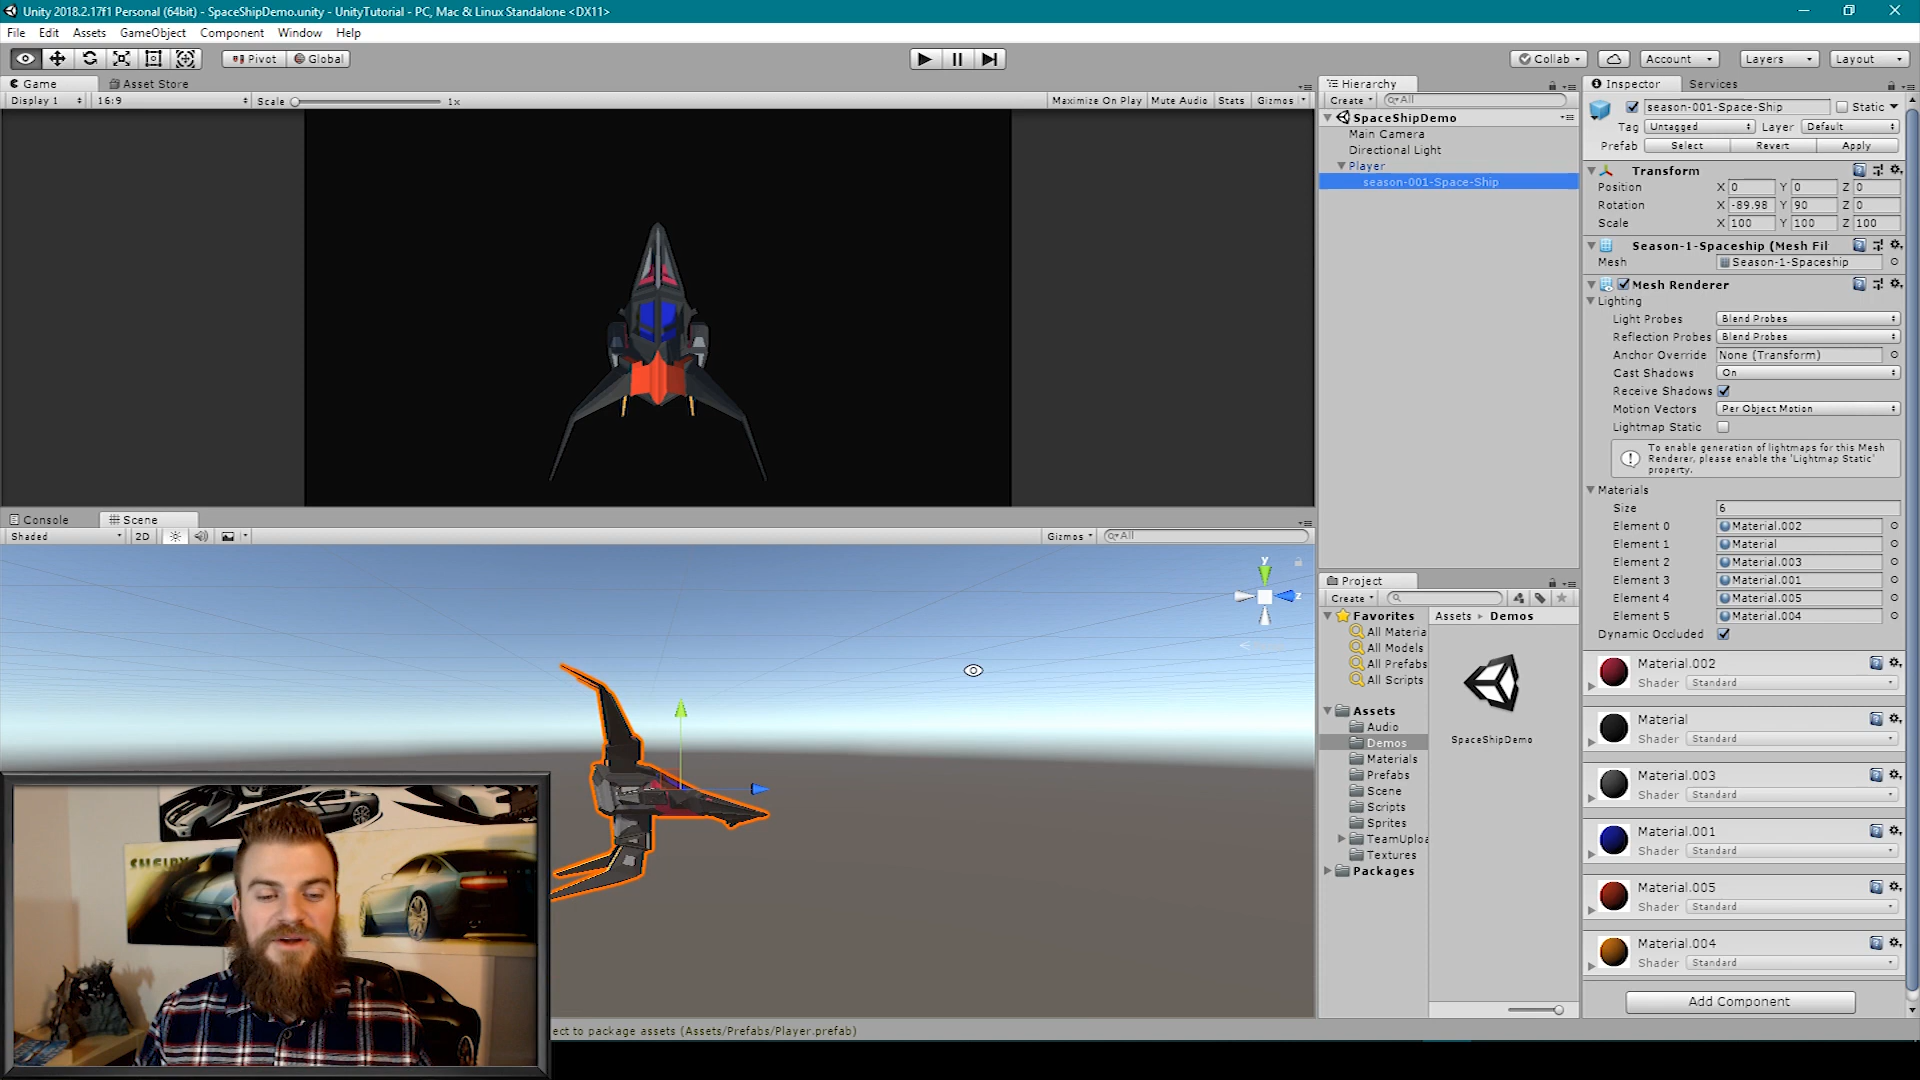 Unity 2018.2.17f1 Personal (64bit) - SpaceShipDemo.unity - UnityTutorial - PC, Mac & Linux Standalone <DX11>
File Edit Assets GameObject Component Window Help
Pivot Global Collab Account Layers Layout
Game Asset Store
Display 1 16:9 Scale 1x Maximize On Play Mute Audio Stats Gizmos
Console Scene
Shaded 2D Gizmos All
y
z
SHELBY
ect to package assets (Assets/Prefabs/Player.prefab)
Hierarchy
Create All
SpaceShipDemo
Main Camera
Directional Light
Player
season-001-Space-Ship
Project
Create
Favorites
All Materia
All Models
All Prefabs
All Scripts
Assets
Audio
Demos
Materials
Prefabs
Scene
Scripts
Sprites
TeamUploa
Textures
Packages
Assets Demos
SpaceShipDemo
Inspector Services
season-001-Space-Ship Static
Tag Untagged Layer Default
Prefab Select Revert Apply
Transform
Position X 0 Y 0 Z 0
Rotation X -89.98 Y 90 Z 0
Scale X 100 Y 100 Z 100
Season-1-Spaceship (Mesh Fil
Mesh Season-1-Spaceship
Mesh Renderer
Lighting
Light Probes Blend Probes
Reflection Probes Blend Probes
Anchor Override None (Transform)
Cast Shadows On
Receive Shadows
Motion Vectors Per Object Motion
Lightmap Static
To enable generation of lightmaps for this Mesh
Renderer, please enable the 'Lightmap Static'
property.
Materials
Size 6
Element 0 Material.002
Element 1 Material
Element 2 Material.003
Element 3 Material.001
Element 4 Material.005
Element 5 Material.004
Dynamic Occluded
Material.002
Shader Standard
Material
Shader Standard
Material.003
Shader Standard
Material.001
Shader Standard
Material.005
Shader Standard
Material.004
Shader Standard
Add Component